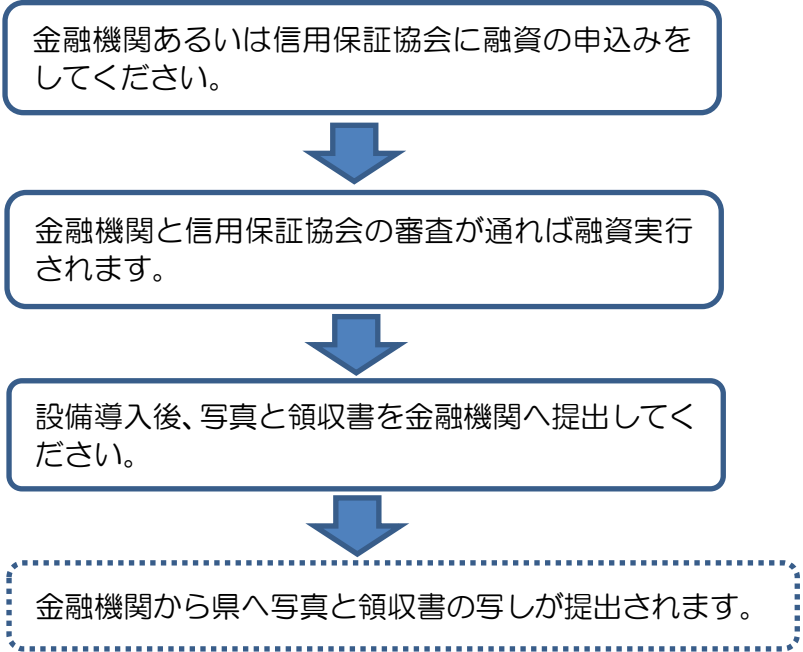 金融機関あるいは信用保証協会に融資の申込みを
してください。
金融機関と信用保証協会の審査が通れば融資実行
されます。
設備導入後、写真と領収書を金融機関へ提出してく
ださい。
金融機関から県へ写真と領収書の写しが提出されます。